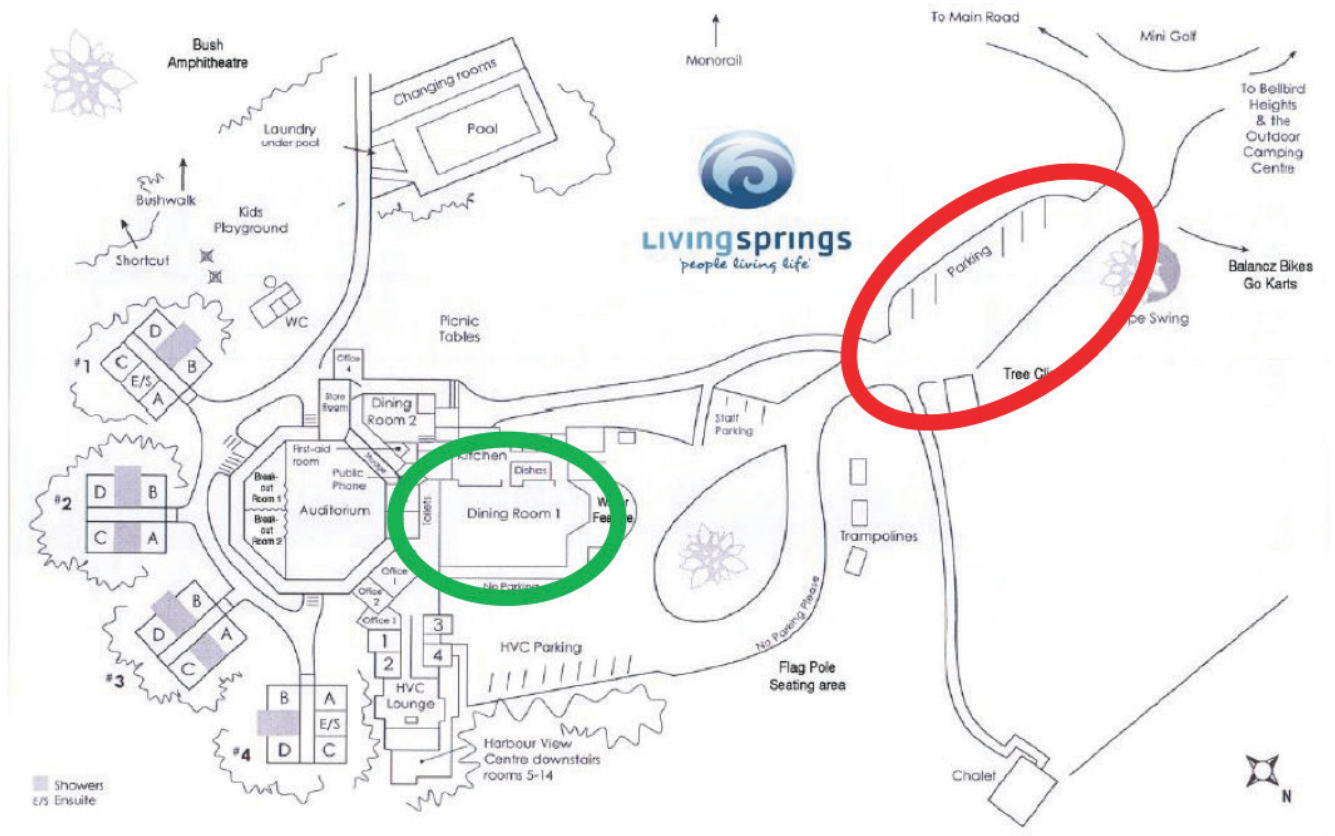 Bush
Amphitheatre
Changing rooms
Pool
Laundry
under pool
Monorail
To Main Road
Mini Golf
To Bellbird
Heights
& the
Outdoor
Camping
Centre
Bushwalk
Shortcut
Kids
Playground
WC
LIVINGsprings
'people living life'
Parking
Balancz Bikes
Go Karts
Swing
Tree
Picnic
Tables
#1
D
B
C
E/S
A
Office
4
Store
Room
Dining
Room 2
Staff
Parking
First-aid
room
Public
Phone
Kitchen
Dishes
Toilets
Dining Room 1
Feature
Break-
out
Room 1
Break-
out
Room 2
Auditorium
#2
D
B
C
A
Trampolines
Office
1
Office
2
Office 3
No Parking
No Parking Please
#3
B
D
A
C
1
2
3
4
HVC Parking
Flag Pole
Seating area
HVC
Lounge
#4
B
A
E/S
D
C
Harbour View
Centre downstairs
rooms 5-14
Chalet
Showers
E/S Ensuite
N